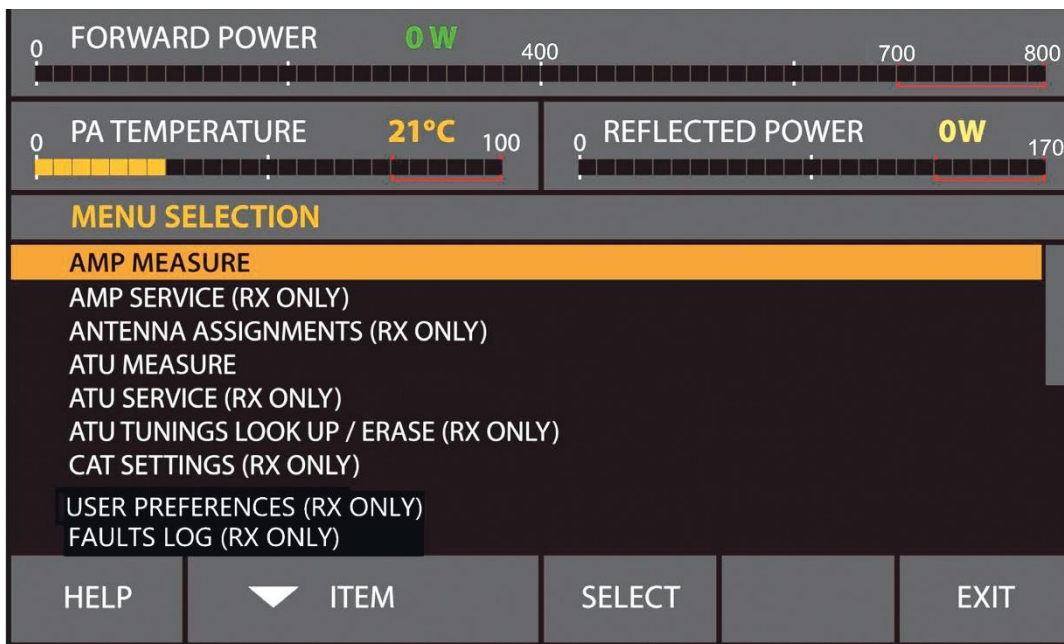 FORWARD POWER 0 W
0 400 700 800
PA TEMPERATURE 21°C
0 100
REFLECTED POWER 0W
0 170
MENU SELECTION
AMP MEASURE
AMP SERVICE (RX ONLY)
ANTENNA ASSIGNMENTS (RX ONLY)
ATU MEASURE
ATU SERVICE (RX ONLY)
ATU TUNINGS LOOK UP / ERASE (RX ONLY)
CAT SETTINGS (RX ONLY)
USER PREFERENCES (RX ONLY)
FAULTS LOG (RX ONLY)
HELP ITEM SELECT EXIT